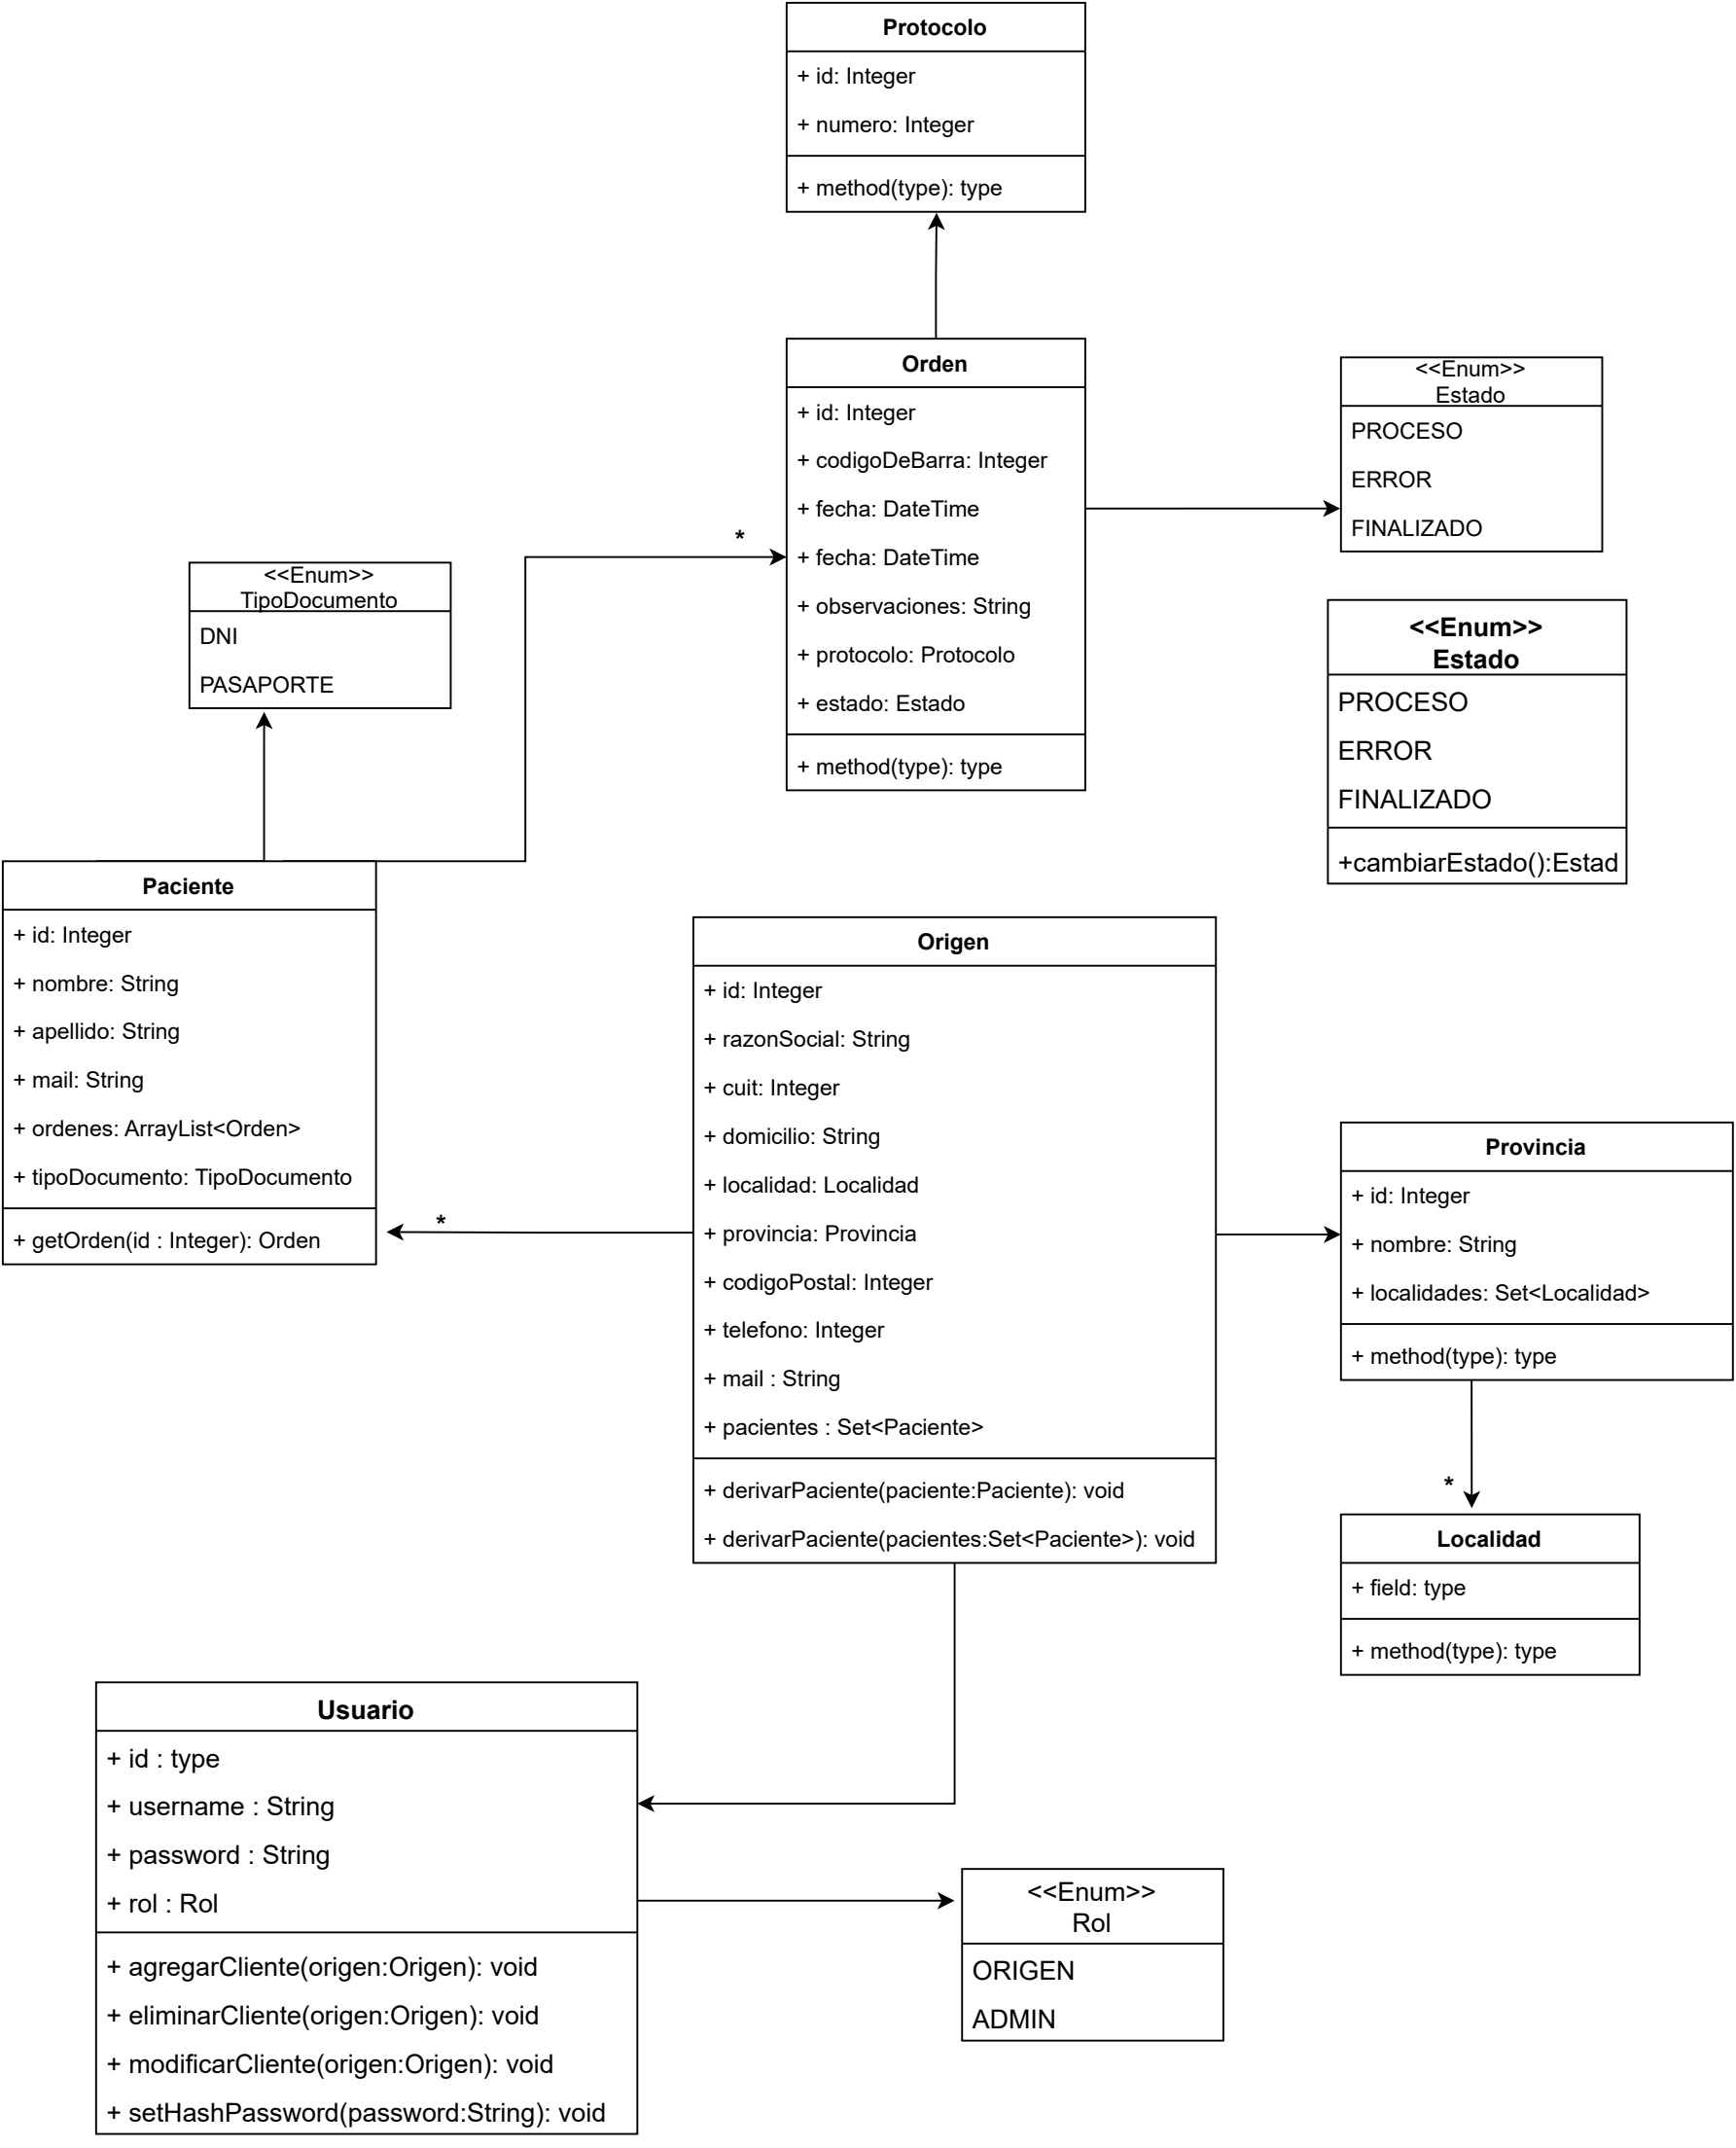 Protocolo
+ id: Integer
+ numero: Integer
+ method(type): type
Orden
+ id: Integer
+ codigoDeBarra: Integer
+ fecha: DateTime
+ fecha: DateTime
+ observaciones: String
+ protocolo: Protocolo
+ estado: Estado
+ method(type): type
<<Enum>>
Estado
PROCESO
ERROR
FINALIZADO
*
<<Enum>>
TipoDocumento
DNI
PASAPORTE
<<Enum>>
Estado
PROCESO
ERROR
FINALIZADO
+cambiarEstado():Estad
Paciente
+ id: Integer
+ nombre: String
+ apellido: String
+ mail: String
+ ordenes: ArrayList<Orden>
+ tipoDocumento: TipoDocumento
+ getOrden(id : Integer): Orden
*
Origen
+ id: Integer
+ razonSocial: String
+ cuit: Integer
+ domicilio: String
+ localidad: Localidad
+ provincia: Provincia
+ codigoPostal: Integer
+ telefono: Integer
+ mail : String
+ pacientes : Set<Paciente>
+ derivarPaciente(paciente:Paciente): void
+ derivarPaciente(pacientes:Set<Paciente>): void
Provincia
+ id: Integer
+ nombre: String
+ localidades: Set<Localidad>
+ method(type): type
*
Localidad
+ field: type
+ method(type): type
Usuario
+ id : type
+ username : String
+ password : String
+ rol : Rol
+ agregarCliente(origen:Origen): void
+ eliminarCliente(origen:Origen): void
+ modificarCliente(origen:Origen): void
+ setHashPassword(password:String): void
<<Enum>>
Rol
ORIGEN
ADMIN